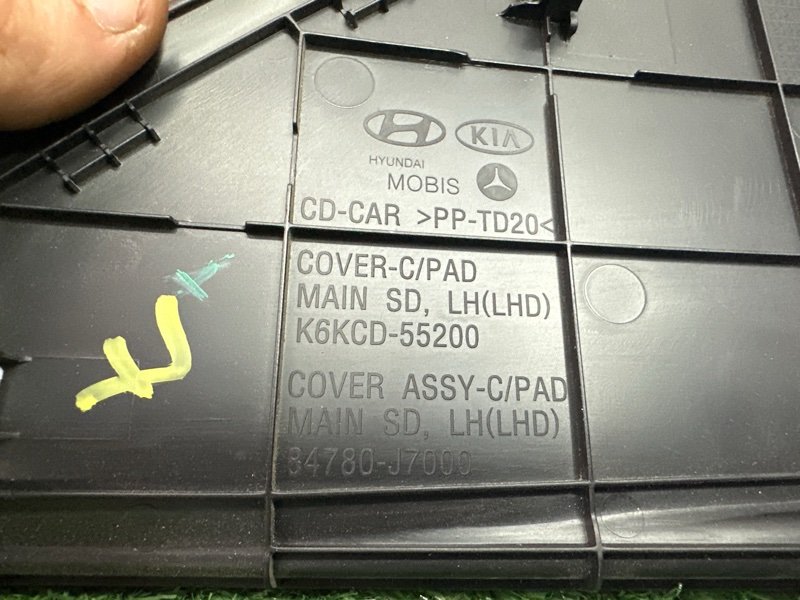 KIA
HYUNDAI
MOBIS
CD-CAR >PP-TD20<
COVER-C/PAD
MAIN SD, LH(LHD)
K6KCD-55200
COVER ASSY-C/PAD
MAIN SD, LH(LHD)
84780-J7000